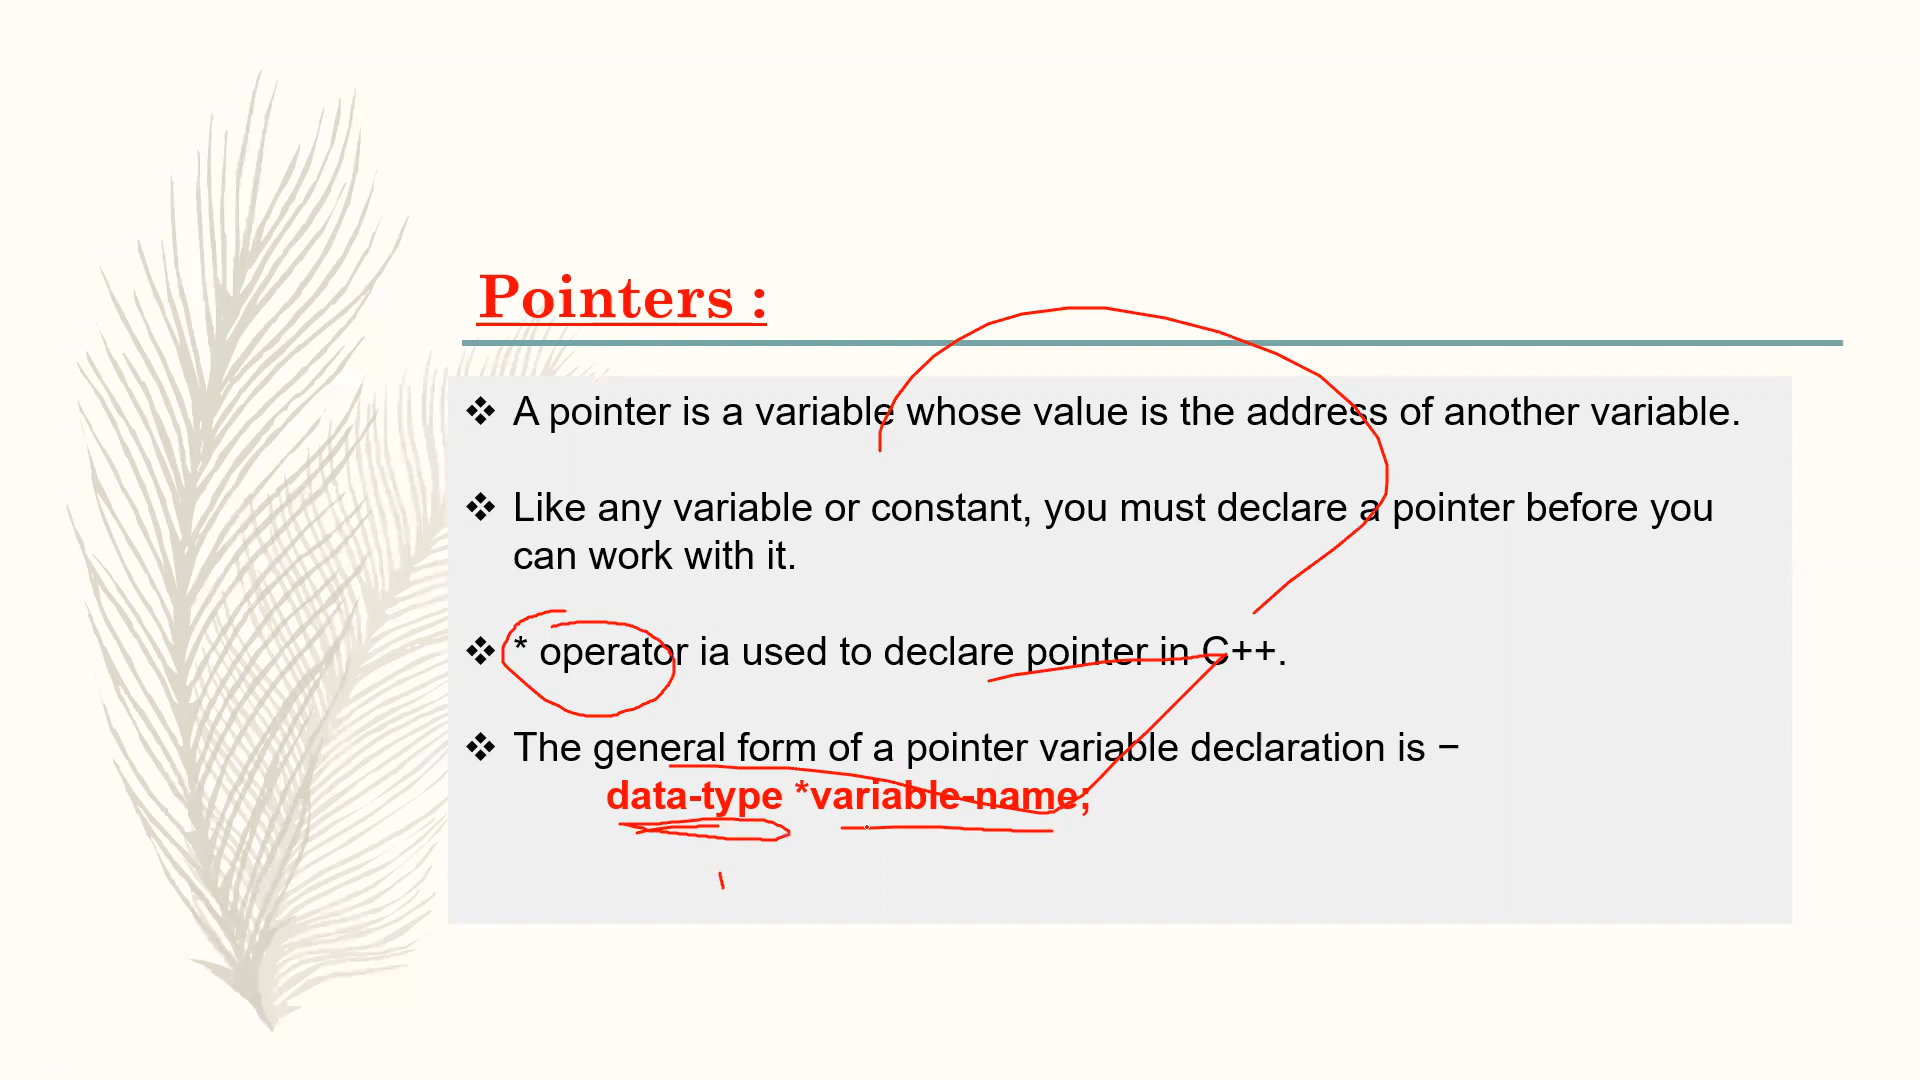 Pointers :
❖ A pointer is a variable whose value is the address of another variable.
❖ Like any variable or constant, you must declare a pointer before you
can work with it.
❖ * operator ia used to declare pointer in C++.
❖ The general form of a pointer variable declaration is −
data-type *variable-name;